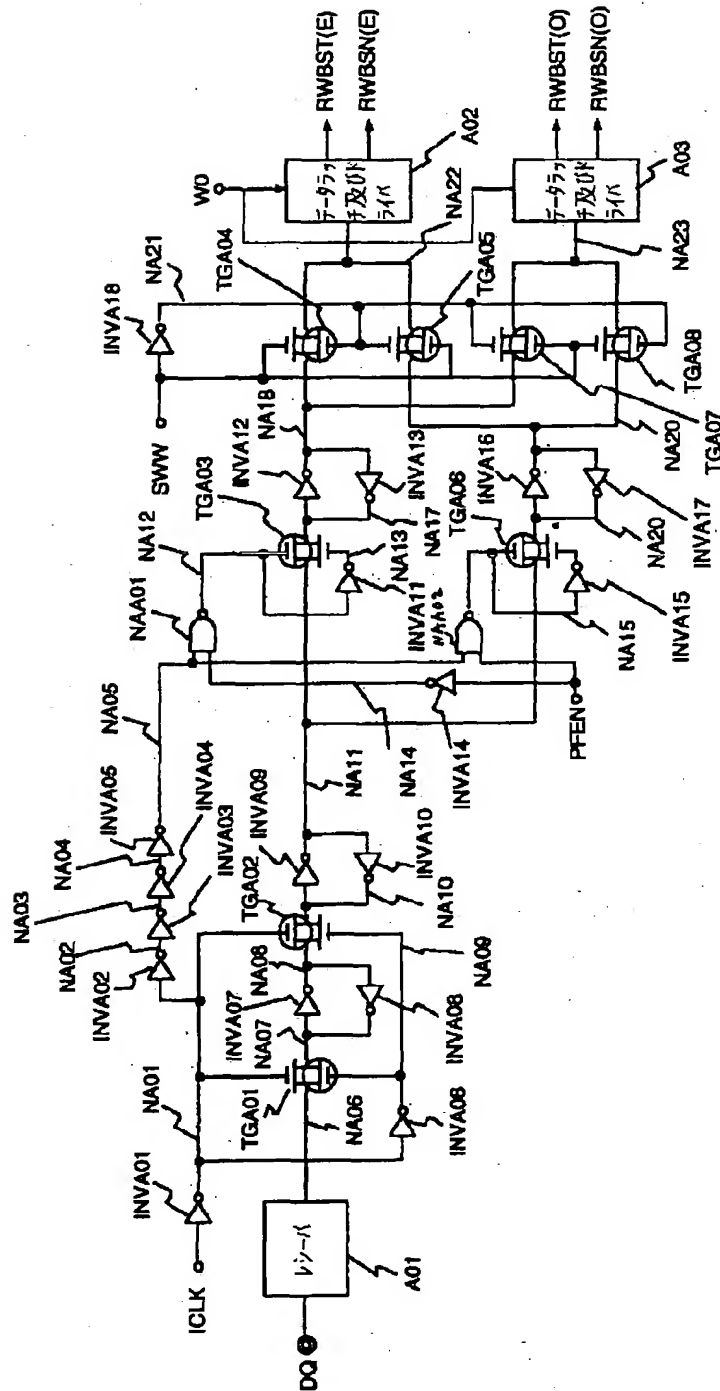 RWBST(E)
RWBSN(E)
A02
データラッ
チ及びド
ライバ
W0
NA22
RWBST(O)
RWBSN(O)
A03
データラッ
チ及びド
ライバ
NA23
NA21
TGA04
TGA05
INVA18
SWW
NA18
INVA12
INVA13
TGA03
NA17
NA12
NAA01
NA13
INVA11
NAA02
TGA06
INVA16
NA20
TGA07
TGA08
NA20
INVA17
NA15
INVA15
NA05
INVA05
NA04
INVA04
NA03
INVA03
NA02
INVA02
NA11
NA14
INVA14
PFEN
INVA09
INVA10
TGA02
NA10
NA08
NA09
INVA07
INVA08
NA07
NA01
TGA01
NA06
INVA06
INVA01
ICLK
レシーバ
A01
DQ